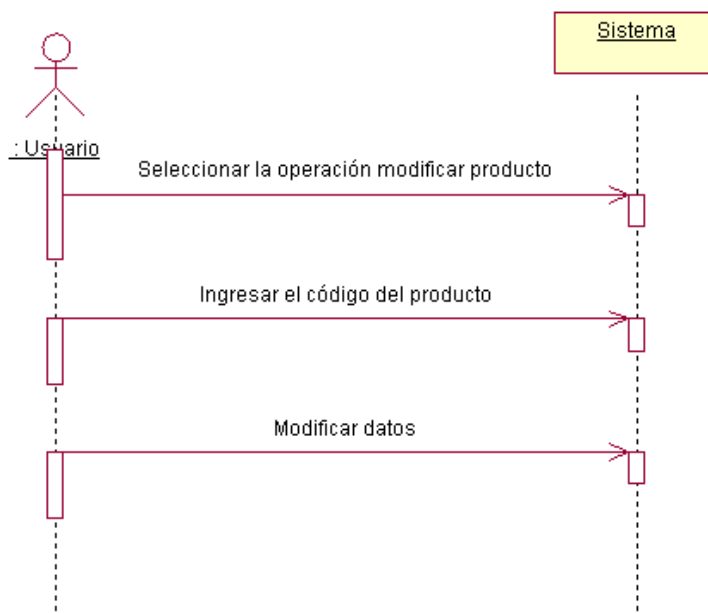 Sistema
: Usuario
Seleccionar la operación modificar producto
Ingresar el código del producto
Modificar datos